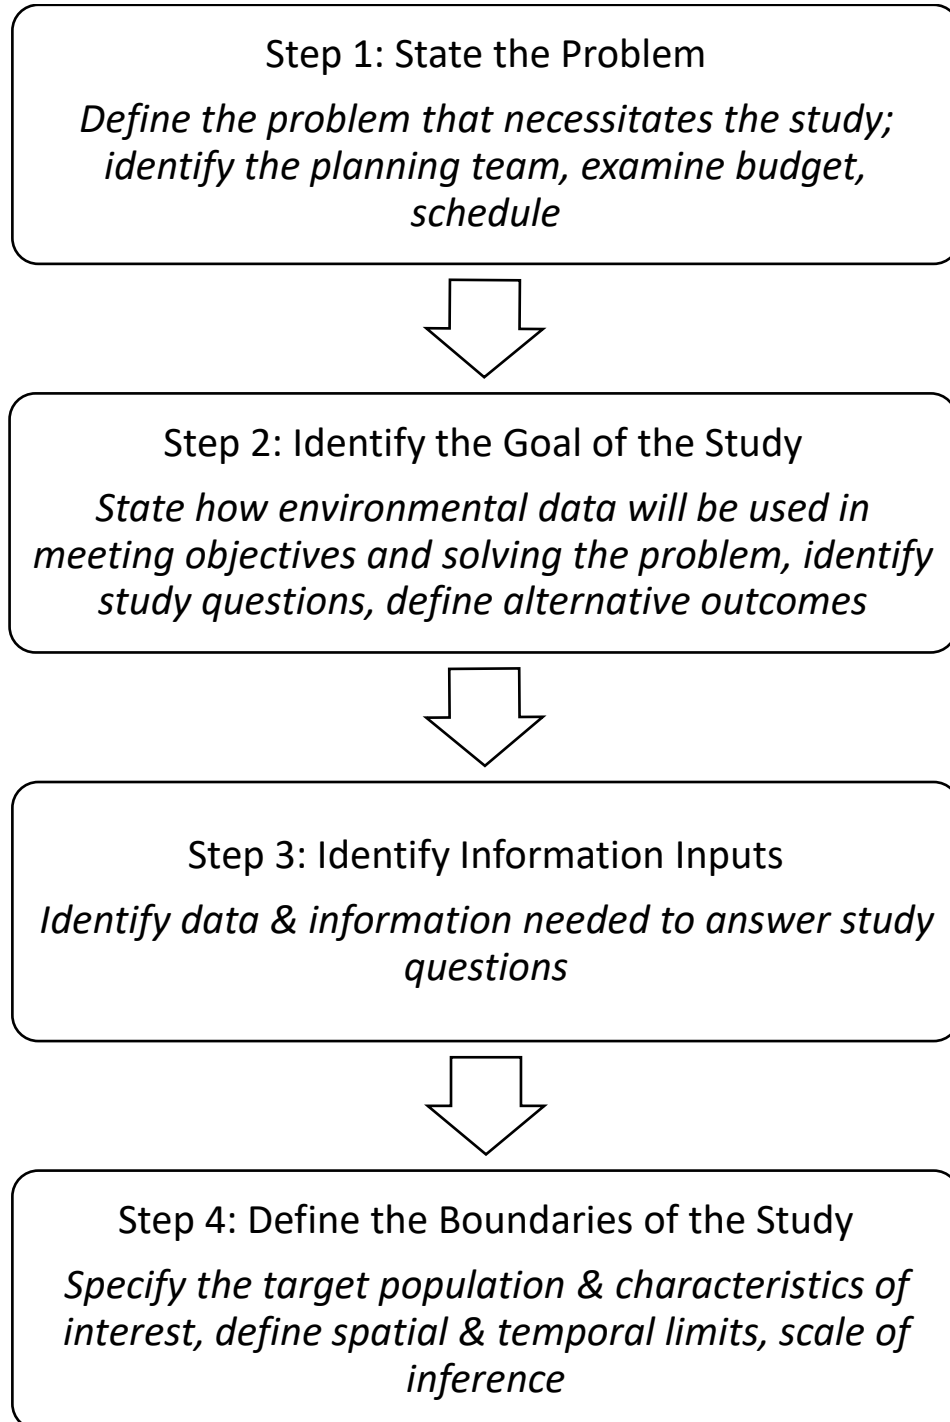 Step 1: State the Problem
Define the problem that necessitates the study;
identify the planning team, examine budget,
schedule
Step 2: Identify the Goal of the Study
State how environmental data will be used in
meeting objectives and solving the problem, identify
study questions, define alternative outcomes
Step 3: Identify Information Inputs
Identify data & information needed to answer study
questions
Step 4: Define the Boundaries of the Study
Specify the target population & characteristics of
interest, define spatial & temporal limits, scale of
inference